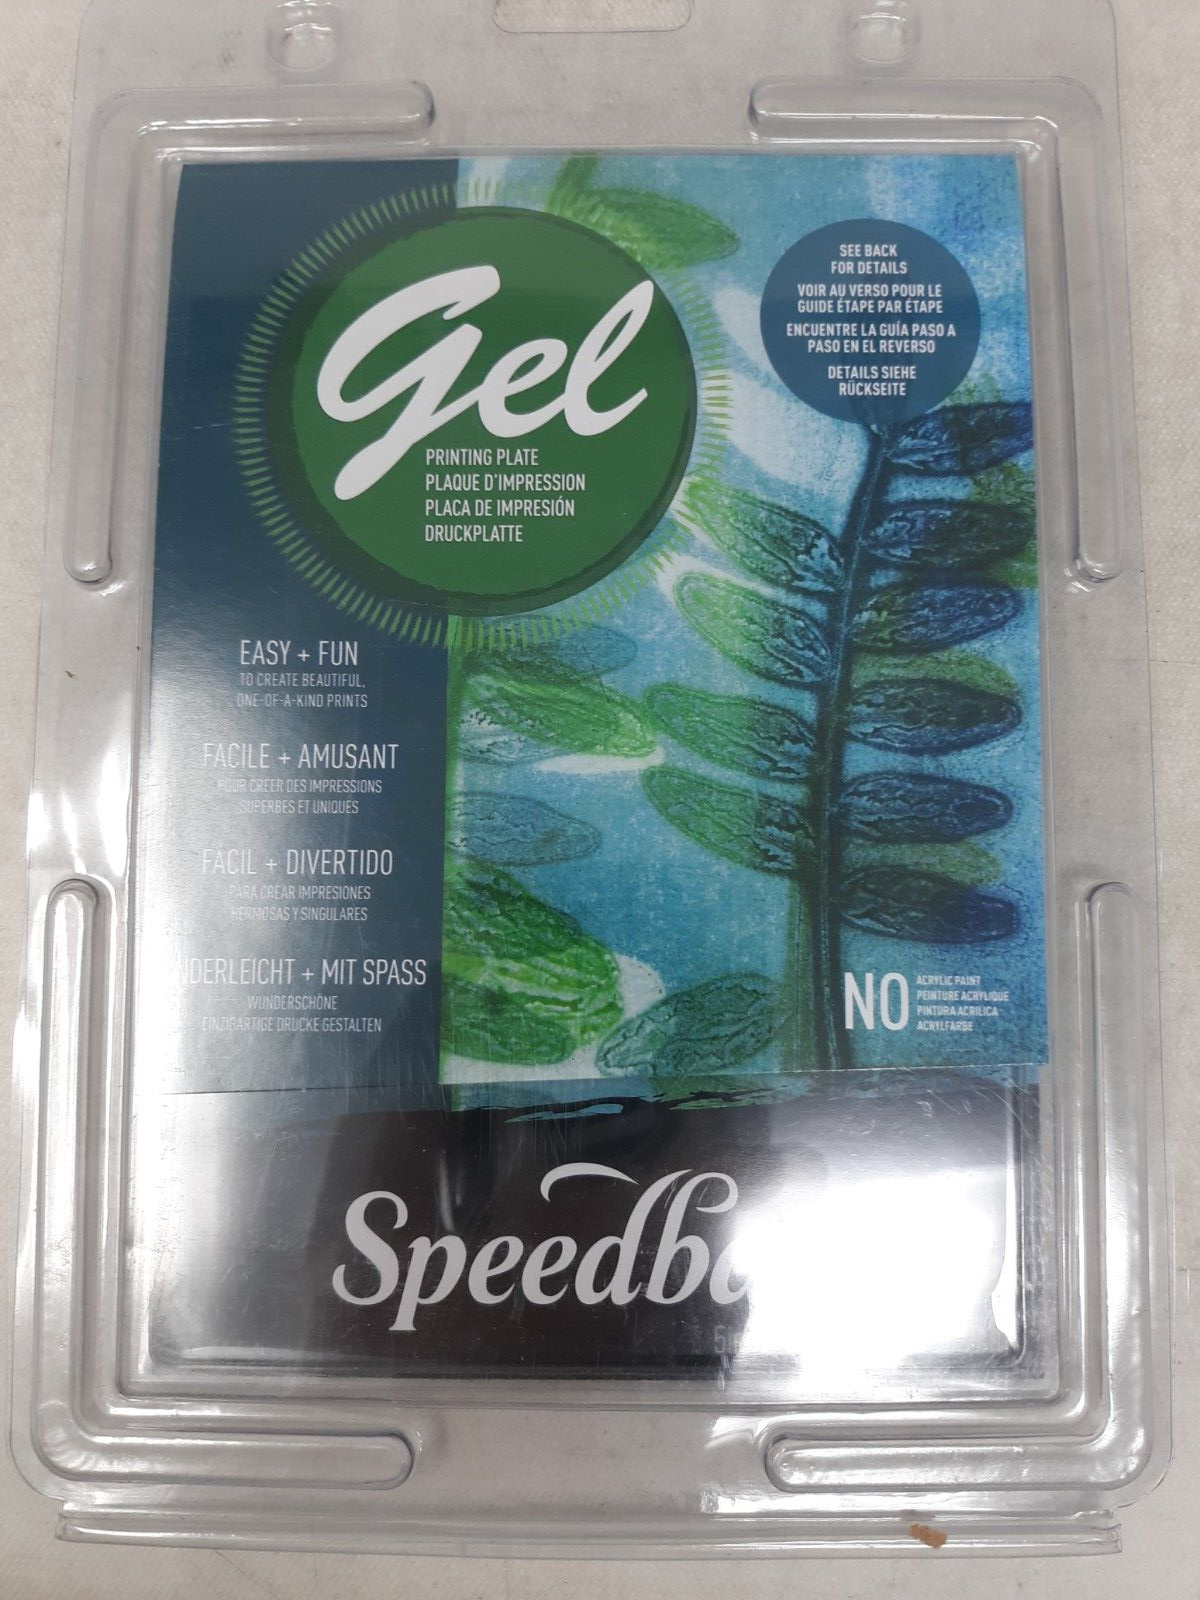 Gel
PRINTING PLATE
PLAQUE D'IMPRESSION
PLACA DE IMPRESIÓN
DRUCKPLATTE
SEE BACK
FOR DETAILS
VOIR AU VERSO POUR LE
GUIDE ÉTAPE PAR ÉTAPE
ENCUENTRE LA GUÍA PASO A
PASO EN EL REVERSO
DETAILS SIEHE
RÜCKSEITE
EASY + FUN
TO CREATE BEAUTIFUL,
ONE-OF-A-KIND PRINTS
FACILE + AMUSANT
POUR CRÉER DES IMPRESSIONS
SUPERBES ET UNIQUES
FÁCIL + DIVERTIDO
PARA CREAR IMPRESIONES
HERMOSAS Y SINGULARES
NDERLEICHT + MIT SPASS
WUNDERSCHÖNE
EINZIGARTIGE DRUCKE GESTALTEN
NO
ACRYLIC PAINT
PEINTURE ACRYLIQUE
PINTURA ACRÍLICA
ACRYLFARBE
Speedba